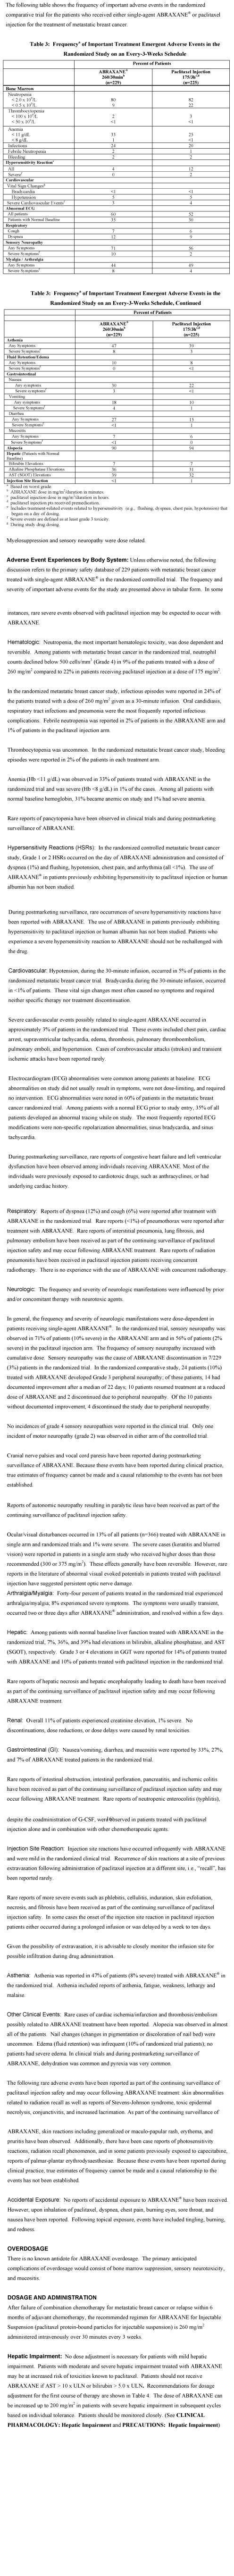 The following table shows the frequency of important adverse events in the randomized
comparative trial for the patients who received either single-agent ABRAXANE® or paclitaxel
injection for the treatment of metastatic breast cancer.
Table 3: Frequencyᵃ of Important Treatment Emergent Adverse Events in the
Randomized Study on an Every-3-Weeks Schedule
Percent of Patients
ABRAXANE® Paclitaxel Injection
(n=229) (n=225)
Bone Marrow
Neutropenia
< 2.0 x 10⁹/L 80 82
< 0.5 x 10⁹/L 9 22
Thrombocytopenia
< 100 x 10⁹/L 2 3
< 50 x 10⁹/L <1 <1
Anemia
< 11 g/dL 33 25
< 8 g/dL 1 <1
Infections 24 20
Febrile Neutropenia 2 1
Bleeding 2 2
Hypersensitivity Reaction
All 4 12
Severe 0 2
Cardiovascular
Vital Sign Changes
Bradycardia <1 <1
Hypotension 5 5
Severe Cardiovascular Events 3 4
Abnormal ECG
All patients 60 52
Patients with Normal Baseline 35 30
Respiratory
Cough 7 6
Dyspnea 12 9
Sensory Neuropathy
Any Symptoms 71 56
Severe Symptoms 10 2
Myalgia / Arthralgia
Any Symptoms 44 49
Severe Symptoms 8 4
Table 3: Frequencyᵃ of Important Treatment Emergent Adverse Events in the
Randomized Study on an Every-3-Weeks Schedule, Continued
Percent of Patients
ABRAXANE® Paclitaxel Injection
(n=229) (n=225)
Asthenia
Any Symptoms 47 39
Severe Symptoms 8 3
Fluid Retention/Edema
Any Symptoms 10 8
Severe Symptoms 0 <1
Gastrointestinal
Nausea
Any symptoms 30 22
Severe symptoms 3 <1
Vomiting
Any symptoms 18 10
Severe Symptoms 4 1
Diarrhea
Any Symptoms 27 15
Severe Symptoms <1 1
Mucositis
Any Symptoms 7 6
Severe Symptoms <1 0
Alopecia 90 94
Hepatic (Patients with Normal
Baseline)
Bilirubin Elevations 7 7
Alkaline Phosphatase Elevations 36 31
AST (SGOT) Elevations 39 32
Injection Site Reaction <1 1
ᵃ Based on worst grade.
ᵇ ABRAXANE dose in mg/m²/duration in minutes.
ᶜ paclitaxel injection dose in mg/m²/duration in hours.
ᵈ paclitaxel injection pts received premedication.
ᵉ Includes treatment-related events related to hypersensitivity (e.g., flushing, dyspnea, chest pain, hypotension) that
began on a day of dosing.
ᶠ Severe events are defined as at least grade 3 toxicity.
ᵍ During study drug dosing.
Myelosuppression and sensory neuropathy were dose related.
Adverse Event Experiences by Body System: Unless otherwise noted, the following
discussion refers to the primary safety database of 229 patients with metastatic breast cancer
treated with single-agent ABRAXANE® in the randomized controlled trial. The frequency and
severity of important adverse events for the study are presented above in tabular form. In some
instances, rare severe events observed with paclitaxel injection may be expected to occur with
ABRAXANE.
Hematologic: Neutropenia, the most important hematologic toxicity, was dose dependent and
reversible. Among patients with metastatic breast cancer in the randomized trial, neutrophil
counts declined below 500 cells/mm³ (Grade 4) in 9% of the patients treated with a dose of
260 mg/m² compared to 22% in patients receiving paclitaxel injection at a dose of 175 mg/m².
In the randomized metastatic breast cancer study, infectious episodes were reported in 24% of
the patients treated with a dose of 260 mg/m² given as a 30-minute infusion. Oral candidiasis,
respiratory tract infections and pneumonia were the most frequently reported infectious
complications. Febrile neutropenia was reported in 2% of patients in the ABRAXANE arm and
1% of patients in the paclitaxel injection arm.
Thrombocytopenia was uncommon. In the randomized metastatic breast cancer study, bleeding
episodes were reported in 2% of the patients in each treatment arm.
Anemia (Hb <11 g/dL) was observed in 33% of patients treated with ABRAXANE in the
randomized trial and was severe (Hb <8 g/dL) in 1% of the cases. Among all patients with
normal baseline hemoglobin, 31% became anemic on study and 1% had severe anemia.
Rare reports of pancytopenia have been observed in clinical trials and during postmarketing
surveillance of ABRAXANE.
Hypersensitivity Reactions (HSRs): In the randomized controlled metastatic breast cancer
study, Grade 1 or 2 HSRs occurred on the day of ABRAXANE administration and consisted of
dyspnea (1%) and flushing, hypotension, chest pain, and arrhythmia (all <1%). The use of
ABRAXANE® in patients previously exhibiting hypersensitivity to paclitaxel injection or human
albumin has not been studied.
During postmarketing surveillance, rare occurrences of severe hypersensitivity reactions have
been reported with ABRAXANE. The use of ABRAXANE in patients previously exhibiting
hypersensitivity to paclitaxel injection or human albumin has not been studied. Patients who
experience a severe hypersensitivity reaction to ABRAXANE should not be rechallenged with
the drug.
Cardiovascular: Hypotension, during the 30-minute infusion, occurred in 5% of patients in the
randomized metastatic breast cancer trial. Bradycardia during the 30-minute infusion, occurred
in <1% of patients. These vital sign changes most often caused no symptoms and required
neither specific therapy nor treatment discontinuation.
Severe cardiovascular events possibly related to single-agent ABRAXANE occurred in
approximately 3% of patients in the randomized trial. These events included chest pain, cardiac
arrest, supraventricular tachycardia, edema, thrombosis, pulmonary thromboembolism,
pulmonary emboli, and hypertension. Cases of cerebrovascular attacks (strokes) and transient
ischemic attacks have been reported rarely.
Electrocardiogram (ECG) abnormalities were common among patients at baseline. ECG
abnormalities on study did not usually result in symptoms, were not dose-limiting, and required
no intervention. ECG abnormalities were noted in 60% of patients in the metastatic breast
cancer randomized trial. Among patients with a normal ECG prior to study entry, 35% of all
patients developed an abnormal tracing while on study. The most frequently reported ECG
modifications were non-specific repolarization abnormalities, sinus bradycardia, and sinus
tachycardia.
During postmarketing surveillance, rare reports of congestive heart failure and left ventricular
dysfunction have been observed among individuals receiving ABRAXANE. Most of the
individuals were previously exposed to cardiotoxic drugs, such as anthracyclines, or had
underlying cardiac history.
Respiratory: Reports of dyspnea (12%) and cough (6%) were reported after treatment with
ABRAXANE in the randomized trial. Rare reports (<1%) of pneumothorax were reported after
treatment with ABRAXANE. Rare reports of interstitial pneumonia, lung fibrosis, and
pulmonary embolism have been received as part of the continuing surveillance of paclitaxel
injection safety and may occur following ABRAXANE treatment. Rare reports of radiation
pneumonitis have been received in paclitaxel injection patients receiving concurrent
radiotherapy. There is no experience with the use of ABRAXANE with concurrent radiotherapy.
Neurologic: The frequency and severity of neurologic manifestations were influenced by prior
and/or concomitant therapy with neurotoxic agents.
In general, the frequency and severity of neurologic manifestations were dose-dependent in
patients receiving single-agent ABRAXANE®. In the randomized trial, sensory neuropathy was
observed in 71% of patients (10% severe) in the ABRAXANE arm and in 56% of patients (2%
severe) in the paclitaxel injection arm. The frequency of sensory neuropathy increased with
cumulative dose. Sensory neuropathy was the cause of ABRAXANE discontinuation in 7/229
(3%) patients in the randomized trial. In the randomized comparative study, 24 patients (10%)
treated with ABRAXANE developed Grade 3 peripheral neuropathy; of these patients, 14 had
documented improvement after a median of 22 days; 10 patients resumed treatment at a reduced
dose of ABRAXANE and 2 discontinued due to peripheral neuropathy. Of the 10 patients
without documented improvement, 4 discontinued the study due to peripheral neuropathy.
No incidences of grade 4 sensory neuropathies were reported in the clinical trial. Only one
incident of motor neuropathy (grade 2) was observed in either arm of the controlled trial.
Cranial nerve palsies and vocal cord paresis have been reported during postmarketing
surveillance of ABRAXANE. Because these events have been reported during clinical practice,
true estimates of frequency cannot be made and a causal relationship to the events has not been
established.
Reports of autonomic neuropathy resulting in paralytic ileus have been received as part of the
continuing surveillance of paclitaxel injection safety.
Ocular/visual disturbances occurred in 13% of all patients (n=366) treated with ABRAXANE in
single arm and randomized trials and 1% were severe. The severe cases (keratitis and blurred
vision) were reported in patients in a single arm study who received higher doses than those
recommended (300 or 375 mg/m²). These effects generally have been reversible. However, rare
reports in the literature of abnormal visual evoked potentials in patients treated with paclitaxel
injection have suggested persistent optic nerve damage.
Arthralgia/Myalgia: Forty-four percent of patients treated in the randomized trial experienced
arthralgia/myalgia; 8% experienced severe symptoms. The symptoms were usually transient,
occurred two or three days after ABRAXANE® administration, and resolved within a few days.
Hepatic: Among patients with normal baseline liver function treated with ABRAXANE in the
randomized trial, 7%, 36%, and 39% had elevations in bilirubin, alkaline phosphatase, and AST
(SGOT), respectively. Grade 3 or 4 elevations in GGT were reported for 14% of patients treated
with ABRAXANE and 10% of patients treated with paclitaxel injection in the randomized trial.
Rare reports of hepatic necrosis and hepatic encephalopathy leading to death have been received
as part of the continuing surveillance of paclitaxel injection safety and may occur following
ABRAXANE treatment.
Renal: Overall 11% of patients experienced creatinine elevation, 1% severe. No
discontinuations, dose reductions, or dose delays were caused by renal toxicities.
Gastrointestinal (GI): Nausea/vomiting, diarrhea, and mucositis were reported by 33%, 27%,
and 7% of ABRAXANE treated patients in the randomized trial.
Rare reports of intestinal obstruction, intestinal perforation, pancreatitis, and ischemic colitis
have been received as part of the continuing surveillance of paclitaxel injection safety and may
occur following ABRAXANE treatment. Rare reports of neutropenic enterocolitis (typhlitis),
despite the coadministration of G-CSF, were observed in patients treated with paclitaxel
injection alone and in combination with other chemotherapeutic agents.
Injection Site Reaction: Injection site reactions have occurred infrequently with ABRAXANE
and were mild in the randomized clinical trial. Recurrence of skin reactions at a site of previous
extravasation following administration of paclitaxel injection at a different site, i.e., "recall", has
been reported rarely.
Rare reports of more severe events such as phlebitis, cellulitis, induration, skin exfoliation,
necrosis, and fibrosis have been received as part of the continuing surveillance of paclitaxel
injection safety. In some cases the onset of the injection site reaction in paclitaxel injection
patients either occurred during a prolonged infusion or was delayed by a week to ten days.
Given the possibility of extravasation, it is advisable to closely monitor the infusion site for
possible infiltration during drug administration.
Asthenia: Asthenia was reported in 47% of patients (8% severe) treated with ABRAXANE® in
the randomized trial. Asthenia included reports of asthenia, fatigue, weakness, lethargy and
malaise.
Other Clinical Events: Rare cases of cardiac ischemia/infarction and thrombosis/embolism
possibly related to ABRAXANE treatment have been reported. Alopecia was observed in almost
all of the patients. Nail changes (changes in pigmentation or discoloration of nail bed) were
uncommon. Edema (fluid retention) was infrequent (10% of randomized trial patients); no
patients had severe edema. In clinical trials and during postmarketing surveillance of
ABRAXANE, dehydration was common and pyrexia was very common.
The following rare adverse events have been reported as part of the continuing surveillance of
paclitaxel injection safety and may occur following ABRAXANE treatment: skin abnormalities
related to radiation recall as well as reports of Stevens-Johnson syndrome, toxic epidermal
necrolysis, conjunctivitis, and increased lacrimation. As part of the continuing surveillance of
ABRAXANE, skin reactions including generalized or maculo-papular rash, erythema, and
pruritis have been observed. Additionally, there have been case reports of photosensitivity
reactions, radiation recall phenomenon, and in some patients previously exposed to capecitabine,
reports of palmar-plantar erythrodysaesthesiae. Because these events have been reported during
clinical practice, true estimates of frequency cannot be made and a causal relationship to the
events has not been established.
Accidental Exposure: No reports of accidental exposure to ABRAXANE® have been received.
However, upon inhalation of paclitaxel, dyspnea, chest pain, burning eyes, sore throat, and
nausea have been reported. Following topical exposure, events have included tingling, burning,
and redness.
OVERDOSAGE
There is no known antidote for ABRAXANE overdosage. The primary anticipated
complications of overdosage would consist of bone marrow suppression, sensory neurotoxicity,
and mucositis.
DOSAGE AND ADMINISTRATION
After failure of combination chemotherapy for metastatic breast cancer or relapse within 6
months of adjuvant chemotherapy, the recommended regimen for ABRAXANE for Injectable
Suspension (paclitaxel protein-bound particles for injectable suspension) is 260 mg/m²
administered intravenously over 30 minutes every 3 weeks.
Hepatic Impairment: No dose adjustment is necessary for patients with mild hepatic
impairment. Patients with moderate and severe hepatic impairment treated with ABRAXANE
may be at increased risk of toxicities known to paclitaxel. Patients should not receive
ABRAXANE if AST > 10 x ULN or bilirubin > 5.0 x ULN. Recommendations for dosage
adjustment for the first course of therapy are shown in Table 4. The dose of ABRAXANE can
be increased up to 200 mg/m² in patients with severe hepatic impairment in subsequent cycles
based on individual tolerance. Patients should be monitored closely. (See CLINICAL
PHARMACOLOGY: Hepatic Impairment and PRECAUTIONS: Hepatic Impairment)